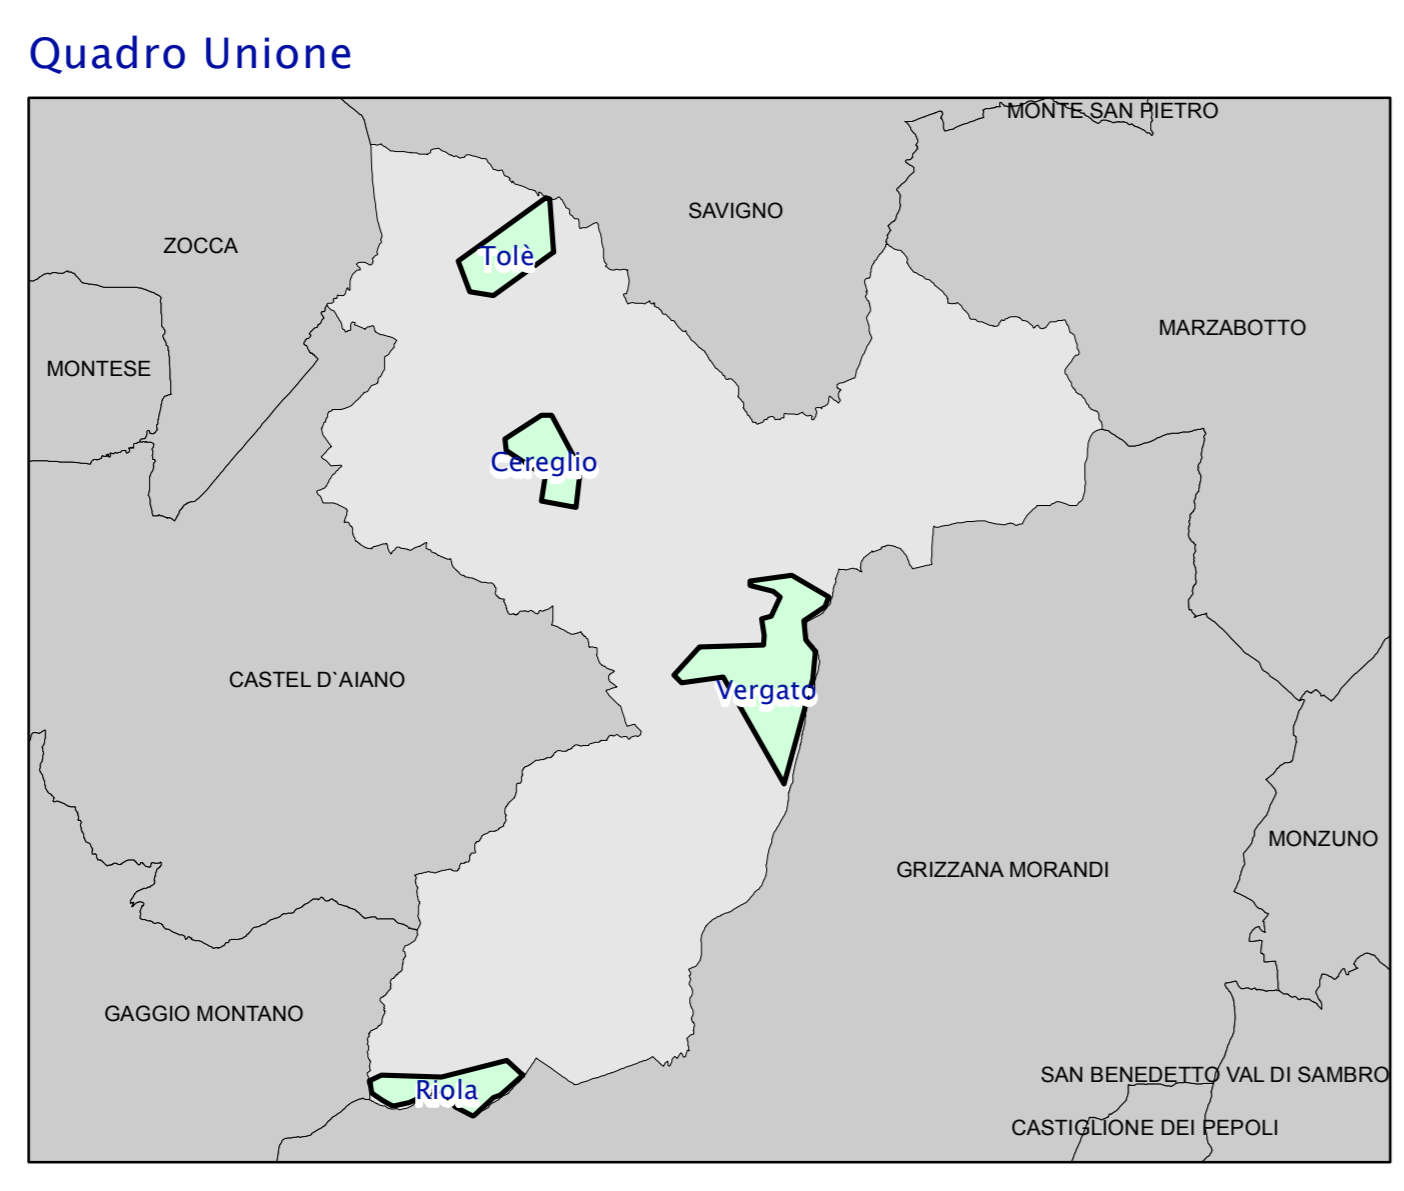 Quadro Unione
MONTE SAN PIETRO
SAVIGNO
ZOCCA
Tolè
MARZABOTTO
MONTESE
Cereglio
CASTEL D`AIANO
Vergato
MONZUNO
GRIZZANA MORANDI
GAGGIO MONTANO
SAN BENEDETTO VAL DI SAMBRO
Riola
CASTIGLIONE DEI PEPOLI